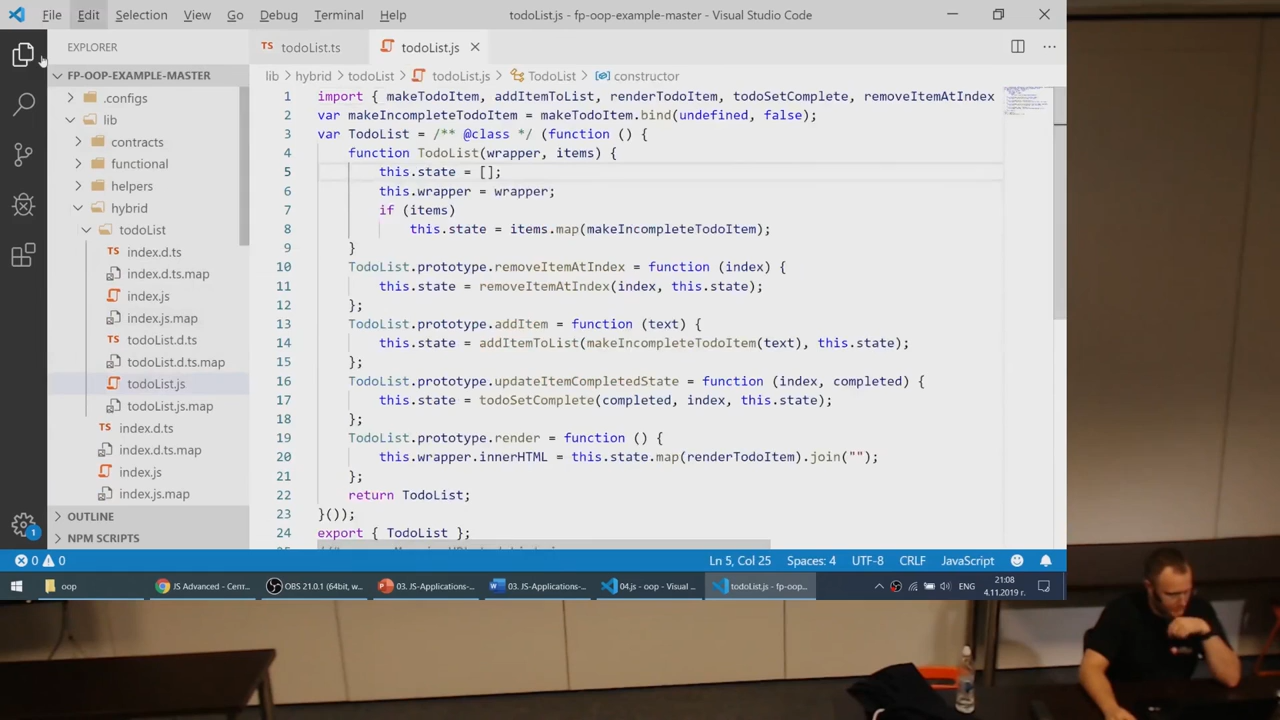 File Edit Selection View Go Debug Terminal Help todoList.js - fp-oop-example-master - Visual Studio Code
EXPLORER
FP-OOP-EXAMPLE-MASTER
.configs
lib
contracts
functional
helpers
hybrid
todoList
TS index.d.ts
index.d.ts.map
index.js
index.js.map
TS todoList.d.ts
todoList.d.ts.map
todoList.js
todoList.js.map
TS index.d.ts
index.d.ts.map
index.js
index.js.map
OUTLINE
NPM SCRIPTS
1
TS todoList.ts todoList.js
lib hybrid todoList todoList.js TodoList constructor
1 import { makeTodoItem, addItemToList, renderTodoItem, todoSetComplete, removeItemAtIndex
2 var makeIncompleteTodoItem = makeTodoItem.bind(undefined, false);
3 var TodoList = /** @class */ (function () {
4 function TodoList(wrapper, items) {
5 this.state = [];
6 this.wrapper = wrapper;
7 if (items)
8 this.state = items.map(makeIncompleteTodoItem);
9 }
10 TodoList.prototype.removeItemAtIndex = function (index) {
11 this.state = removeItemAtIndex(index, this.state);
12 };
13 TodoList.prototype.addItem = function (text) {
14 this.state = addItemToList(makeIncompleteTodoItem(text), this.state);
15 };
16 TodoList.prototype.updateItemCompletedState = function (index, completed) {
17 this.state = todoSetComplete(completed, index, this.state);
18 };
19 TodoList.prototype.render = function () {
20 this.wrapper.innerHTML = this.state.map(renderTodoItem).join("");
21 };
22 return TodoList;
23 }());
24 export { TodoList };
0 0 Ln 5, Col 25 Spaces: 4 UTF-8 CRLF JavaScript
oop JS Advanced - Cent... OBS 21.0.1 (64bit, w... 03. JS-Applications-... 03. JS-Applications-... 04.js - oop - Visual ... todoList.js - fp-oop... ENG 21:08
4.11.2019 г.